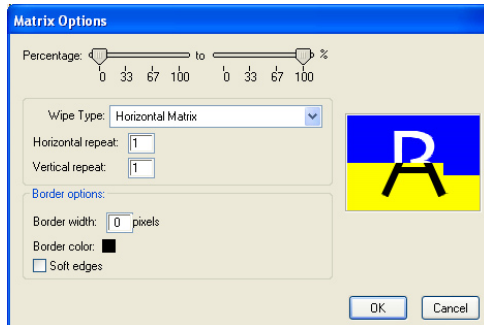 Matrix Options
Percentage: to %
0 33 67 100 0 33 67 100
Wipe Type: Horizontal Matrix
Horizontal repeat: 1
Vertical repeat: 1
B
A
Border options:
Border width: 0 pixels
Border color:
Soft edges
OK Cancel